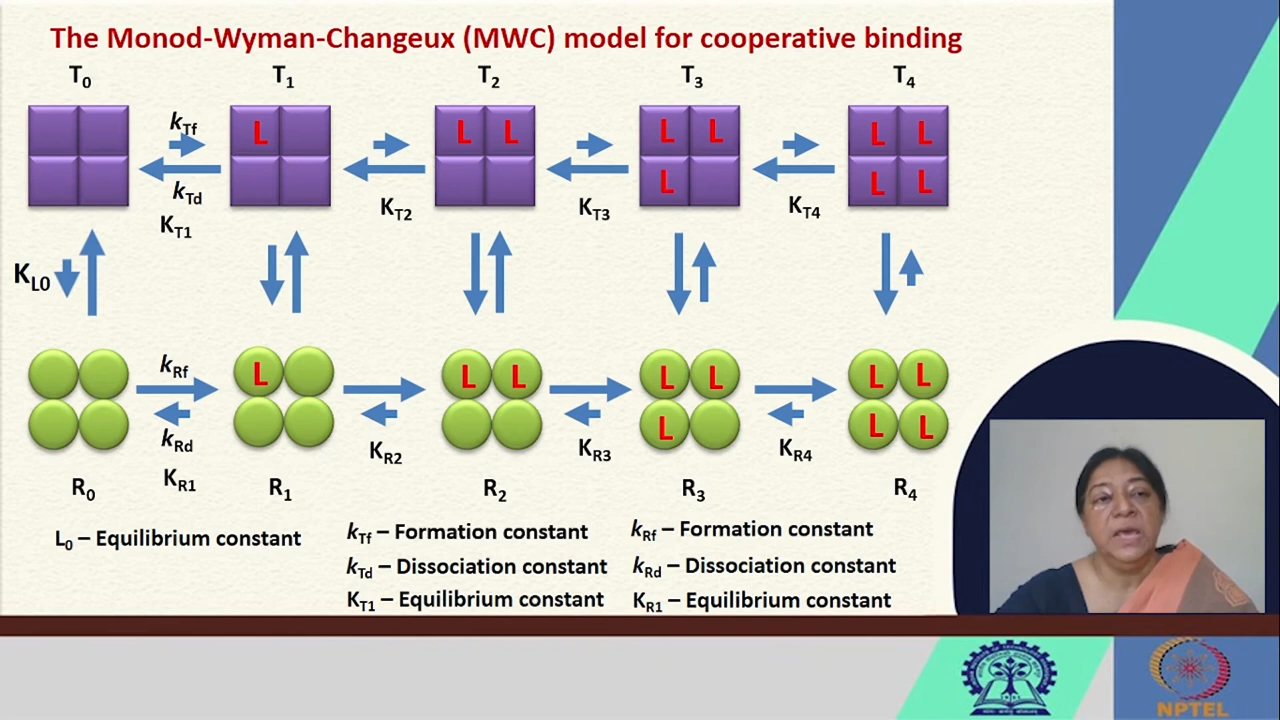 The Monod-Wyman-Changeux (MWC) model for cooperative binding
T0 T1 T2 T3 T4
kTf
L L L L L L L
L L L
kTd
KT1 KT2 KT3 KT4
KL0
kRf
L L L L L L L
L L L
kRd
KR1 KR2 KR3 KR4
R0 R1 R2 R3 R4
L0 – Equilibrium constant
kTf – Formation constant
kTd – Dissociation constant
KT1 – Equilibrium constant
kRf – Formation constant
kRd – Dissociation constant
KR1 – Equilibrium constant
NPTEL